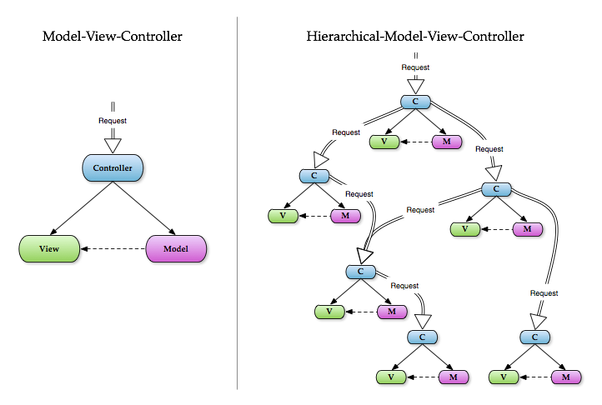 Model-View-Controller
Request
Controller
View
Model
Hierarchical-Model-View-Controller
Request
C
V
M
Request
Request
C
V
M
Request
C
V
M
Request
C
V
M
Request
Request
C
V
M
C
V
M